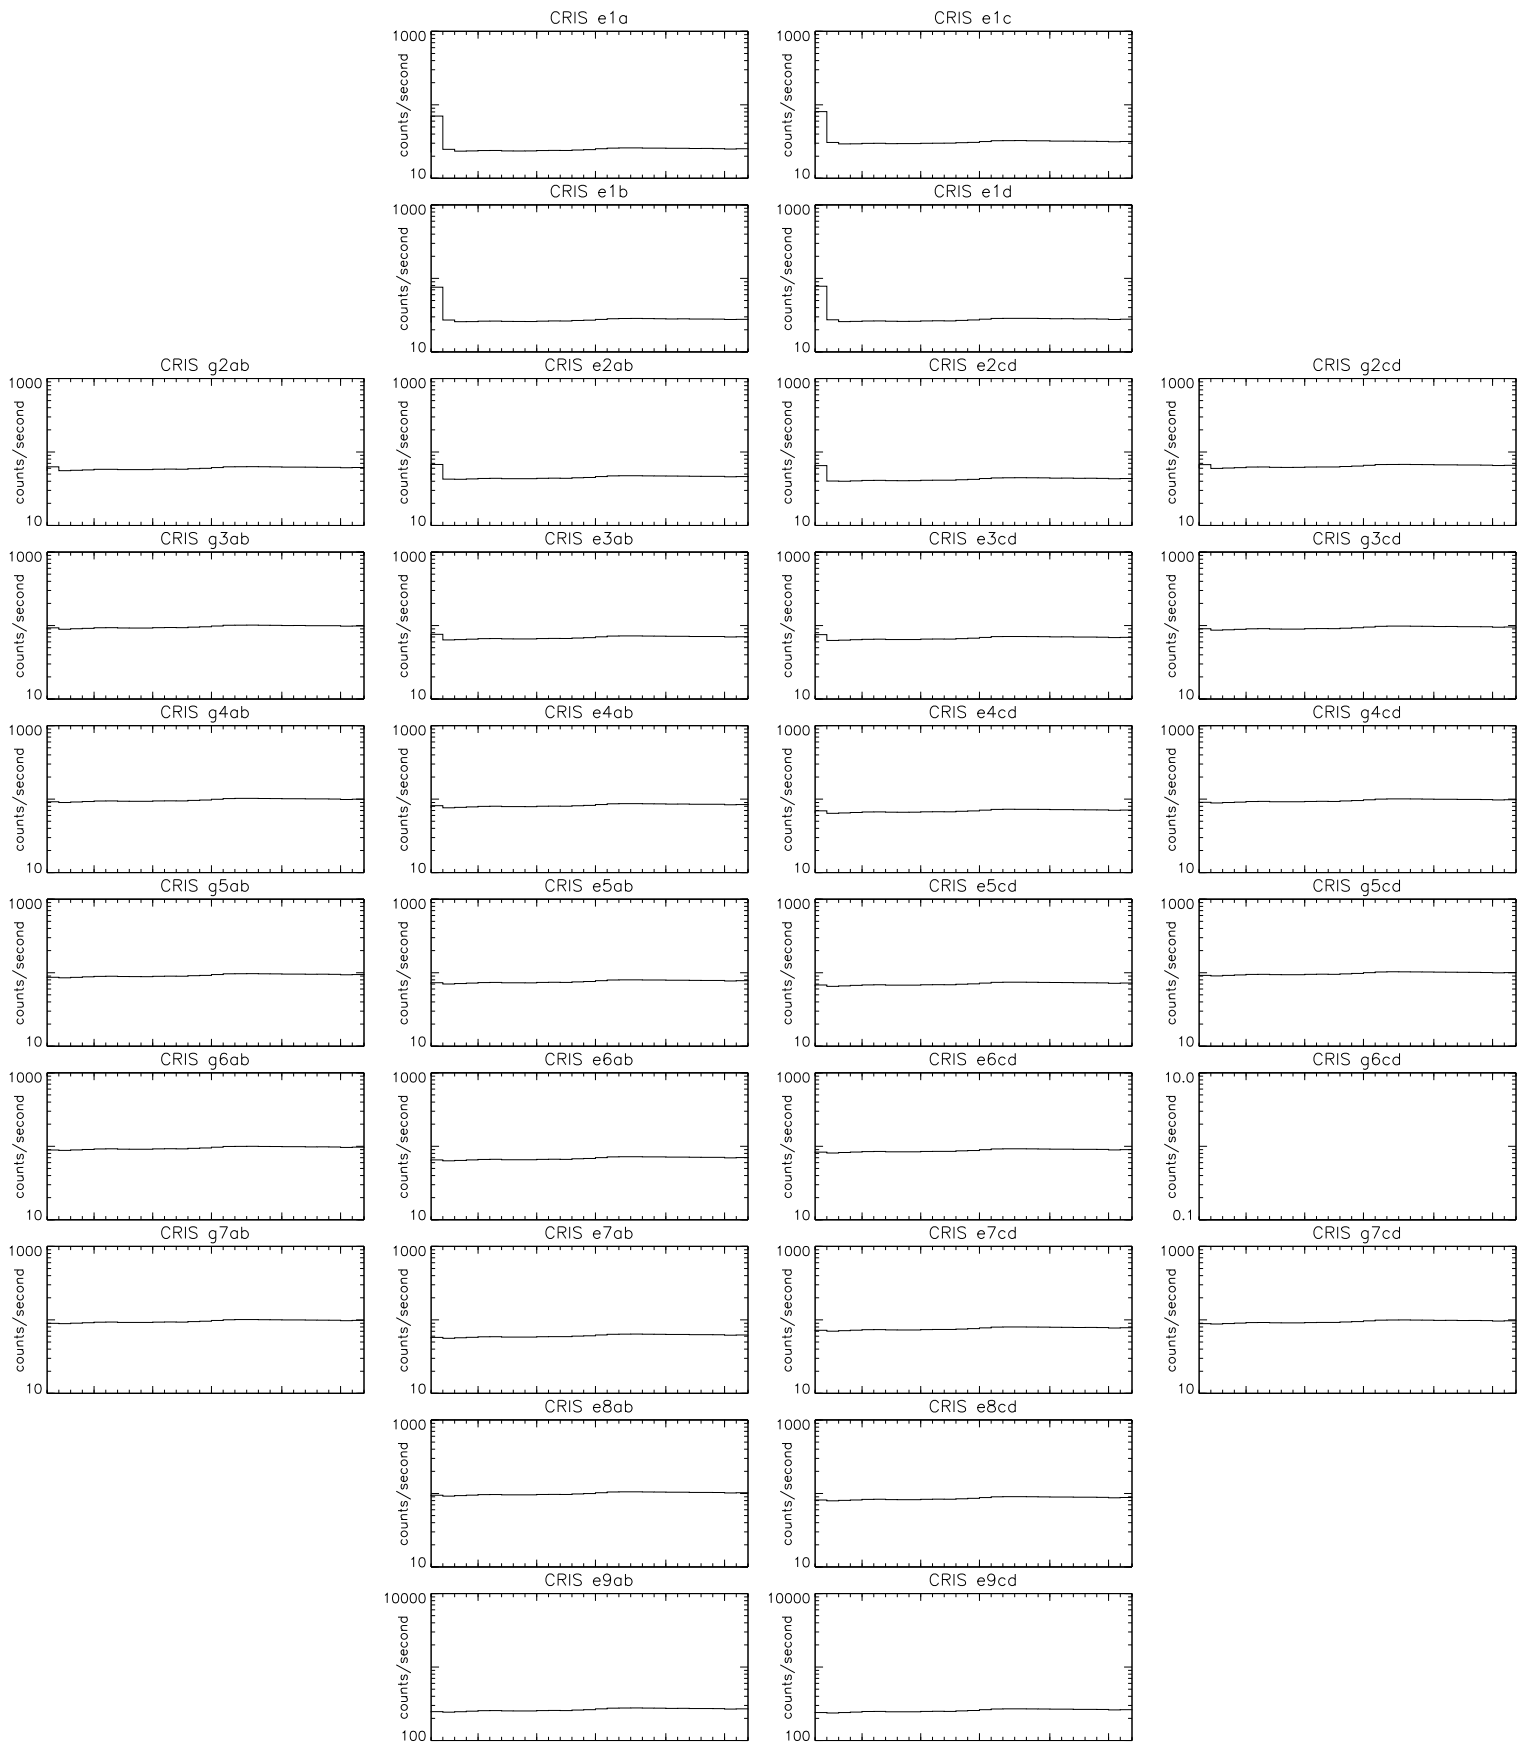 CRIS e1a CRIS e1c
1000 1000
counts/second counts/second
10 10
CRIS e1b CRIS e1d
1000 1000
counts/second counts/second
10 10
CRIS g2ab CRIS e2ab CRIS e2cd CRIS g2cd
1000 1000 1000 1000
counts/second counts/second counts/second counts/second
10 10 10 10
CRIS g3ab CRIS e3ab CRIS e3cd CRIS g3cd
1000 1000 1000 1000
counts/second counts/second counts/second counts/second
10 10 10 10
CRIS g4ab CRIS e4ab CRIS e4cd CRIS g4cd
1000 1000 1000 1000
counts/second counts/second counts/second counts/second
10 10 10 10
CRIS g5ab CRIS e5ab CRIS e5cd CRIS g5cd
1000 1000 1000 1000
counts/second counts/second counts/second counts/second
10 10 10 10
CRIS g6ab CRIS e6ab CRIS e6cd CRIS g6cd
1000 1000 1000 10.0
counts/second counts/second counts/second counts/second
10 10 10 0.1
CRIS g7ab CRIS e7ab CRIS e7cd CRIS g7cd
1000 1000 1000 1000
counts/second counts/second counts/second counts/second
10 10 10 10
CRIS e8ab CRIS e8cd
1000 1000
counts/second counts/second
10 10
CRIS e9ab CRIS e9cd
10000 10000
counts/second counts/second
100 100